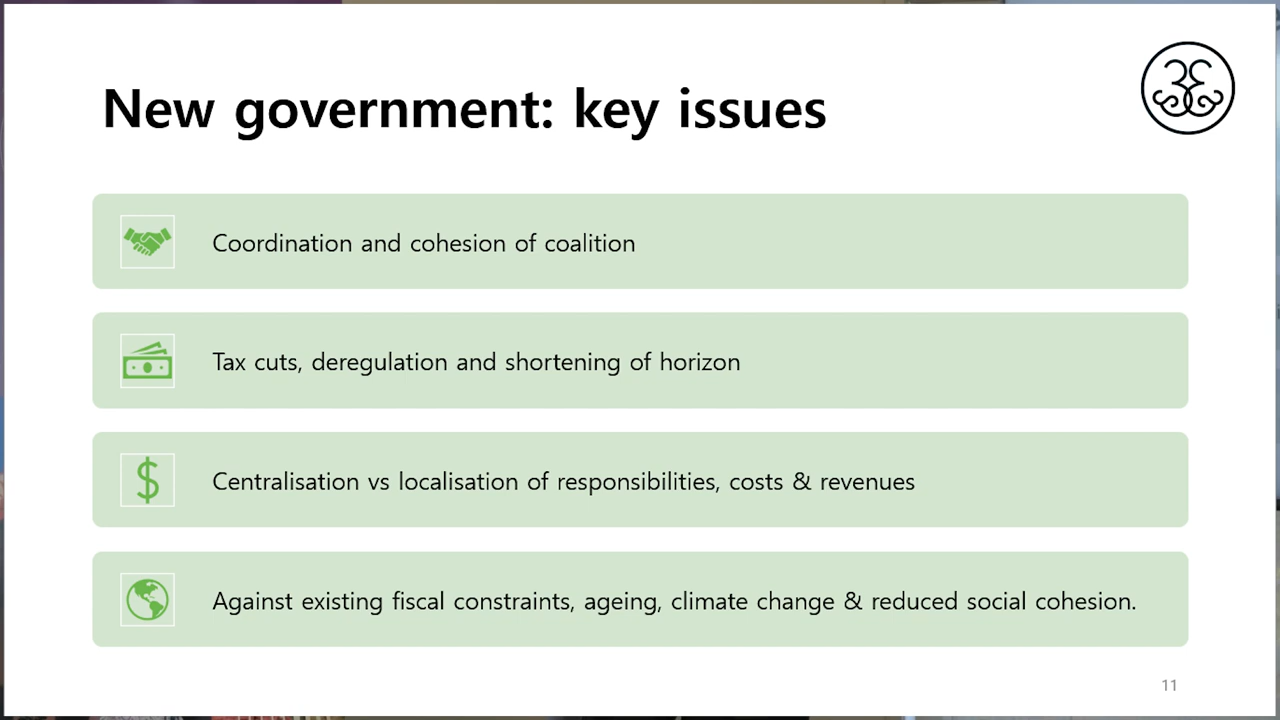 New government: key issues
Coordination and cohesion of coalition
Tax cuts, deregulation and shortening of horizon
Centralisation vs localisation of responsibilities, costs & revenues
Against existing fiscal constraints, ageing, climate change & reduced social cohesion.
11